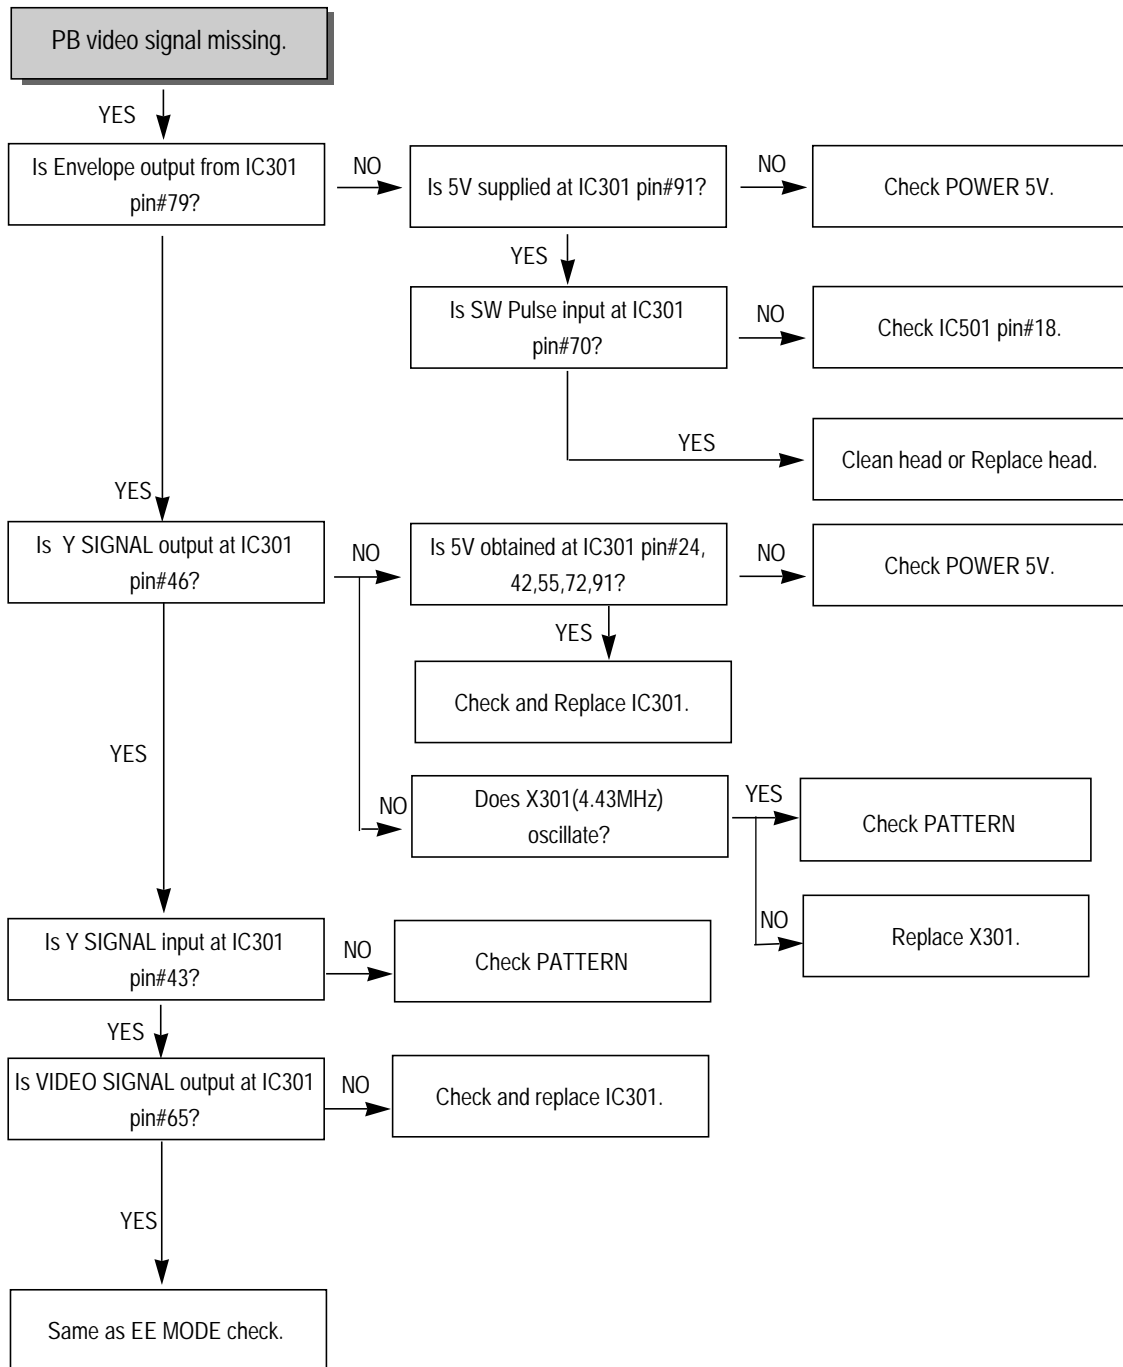 PB video signal missing.
YES
Is Envelope output from IC301
pin#79?
NO
Is 5V supplied at IC301 pin#91?
NO
Check POWER 5V.
YES
Is SW Pulse input at IC301
pin#70?
NO
Check IC501 pin#18.
YES
Clean head or Replace head.
YES
Is Y SIGNAL output at IC301
pin#46?
NO
Is 5V obtained at IC301 pin#24,
42,55,72,91?
NO
Check POWER 5V.
YES
Check and Replace IC301.
YES
NO
Does X301(4.43MHz)
oscillate?
YES
Check PATTERN
NO
Replace X301.
Is Y SIGNAL input at IC301
pin#43?
NO
Check PATTERN
YES
Is VIDEO SIGNAL output at IC301
pin#65?
NO
Check and replace IC301.
YES
Same as EE MODE check.